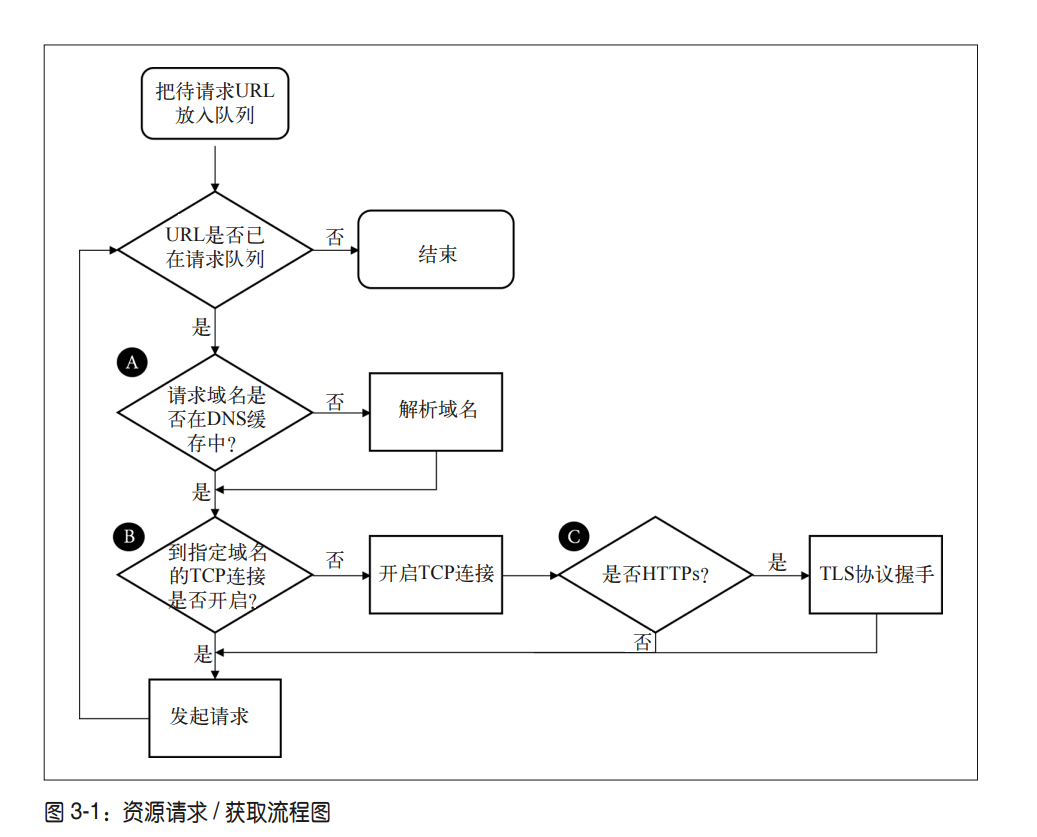 把待请求URL
放入队列
URL是否已
在请求队列
否
结束
是
A
请求域名是
否在DNS缓
存中?
否
解析域名
是
B
到指定域名
的TCP连接
是否开启?
否
开启TCP连接
C
是否HTTPs?
是
TLS协议握手
否
是
发起请求
图 3-1：资源请求 / 获取流程图